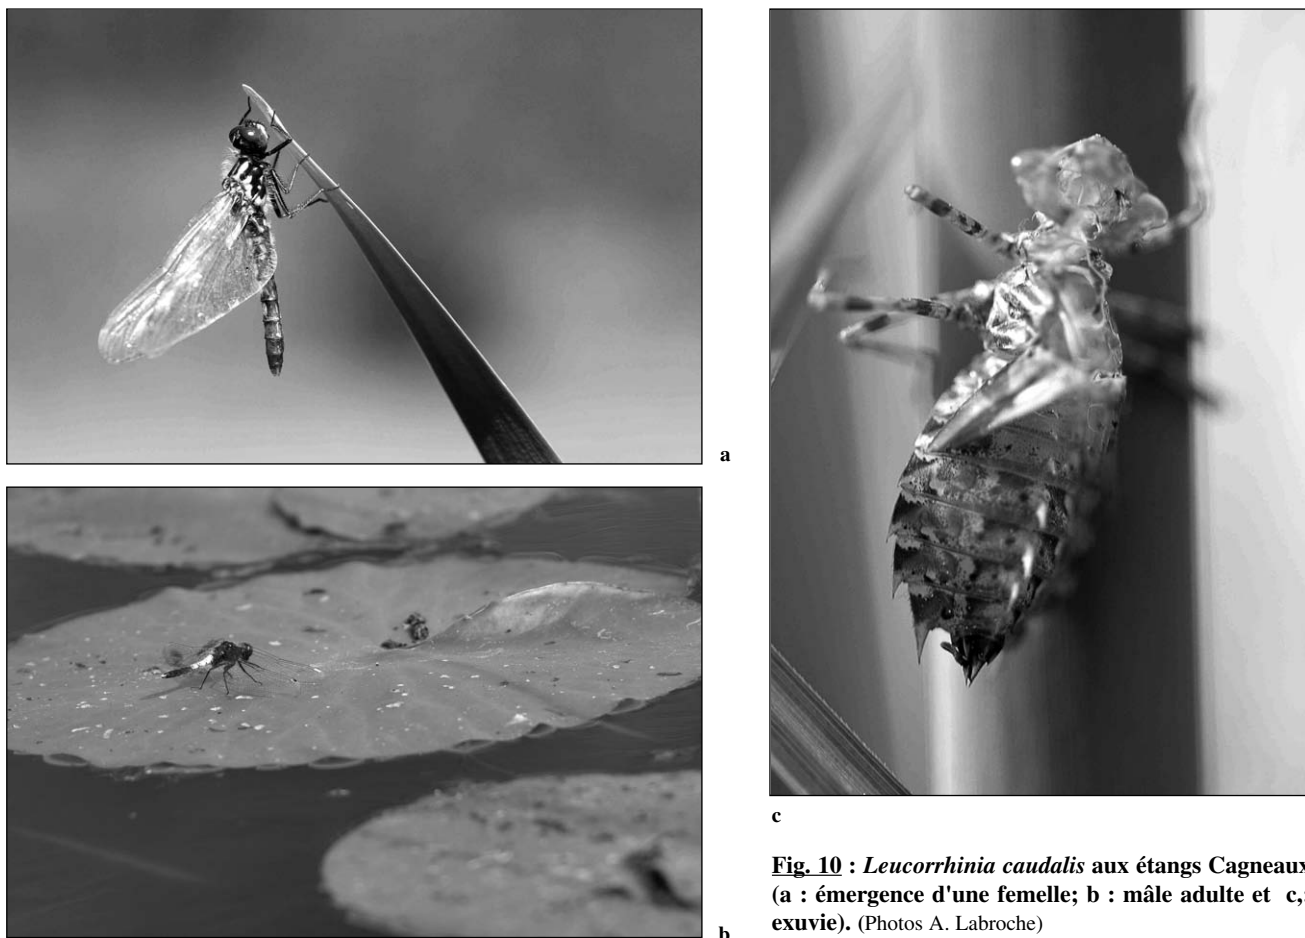 a
b
c
Fig. 10 : Leucorrhinia caudalis aux étangs Cagneaux
(a : émergence d'une femelle; b : mâle adulte et c,:
exuvie). (Photos A. Labroche)